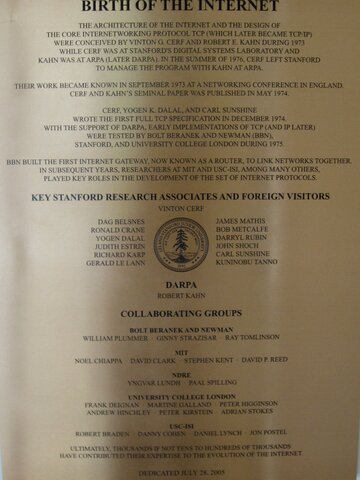 BIRTH OF THE INTERNET
THE ARCHITECTURE OF THE INTERNET AND THE DESIGN OF
THE CORE INTERNETWORKING PROTOCOL TCP (WHICH LATER BECAME TCP/IP)
WERE CONCEIVED BY VINTON G. CERF AND ROBERT E. KAHN DURING 1973
WHILE CERF WAS AT STANFORD'S DIGITAL SYSTEMS LABORATORY AND
KAHN WAS AT ARPA (LATER DARPA). IN THE SUMMER OF 1976, CERF LEFT STANFORD
TO MANAGE THE PROGRAM WITH KAHN AT ARPA.
THEIR WORK BECAME KNOWN IN SEPTEMBER 1973 AT A NETWORKING CONFERENCE IN ENGLAND.
CERF AND KAHN'S SEMINAL PAPER WAS PUBLISHED IN MAY 1974.
CERF, YOGEN K. DALAL, AND CARL SUNSHINE
WROTE THE FIRST FULL TCP SPECIFICATION IN DECEMBER 1974.
WITH THE SUPPORT OF DARPA, EARLY IMPLEMENTATIONS OF TCP (AND IP LATER)
WERE TESTED BY BOLT BERANEK AND NEWMAN (BBN),
STANFORD, AND UNIVERSITY COLLEGE LONDON DURING 1975.
BBN BUILT THE FIRST INTERNET GATEWAY, NOW KNOWN AS A ROUTER, TO LINK NETWORKS TOGETHER.
IN SUBSEQUENT YEARS, RESEARCHERS AT MIT AND USC-ISI, AMONG MANY OTHERS,
PLAYED KEY ROLES IN THE DEVELOPMENT OF THE SET OF INTERNET PROTOCOLS.
KEY STANFORD RESEARCH ASSOCIATES AND FOREIGN VISITORS
VINTON CERF
DAG BELSNES JAMES MATHIS
RONALD CRANE BOB METCALFE
YOGEN DALAL DARRYL RUBIN
JUDITH ESTRIN JOHN SHOCH
RICHARD KARP CARL SUNSHINE
GERARD LE LANN KUNINOBU TANNO
DARPA
ROBERT KAHN
COLLABORATING GROUPS
BOLT BERANEK AND NEWMAN
WILLIAM PLUMMER · GINNY STRAZISAR · RAY TOMLINSON
MIT
NOEL CHIAPPA · DAVID CLARK · STEPHEN KENT · DAVID P. REED
NDRE
YNGVAR LUNDH · PAAL SPILLING
UNIVERSITY COLLEGE LONDON
FRANK DEIGNAN · MARTINE GALLAND · PETER HIGGINSON
ANDREW HINCHLEY · PETER KIRSTEIN · ADRIAN STOKES
USC-ISI
ROBERT BRADEN · DANNY COHEN · DANIEL LYNCH · JON POSTEL
ULTIMATELY, THOUSANDS IF NOT TENS TO HUNDREDS OF THOUSANDS
HAVE CONTRIBUTED THEIR EXPERTISE TO THE EVOLUTION OF THE INTERNET
DEDICATED JULY 28, 2005